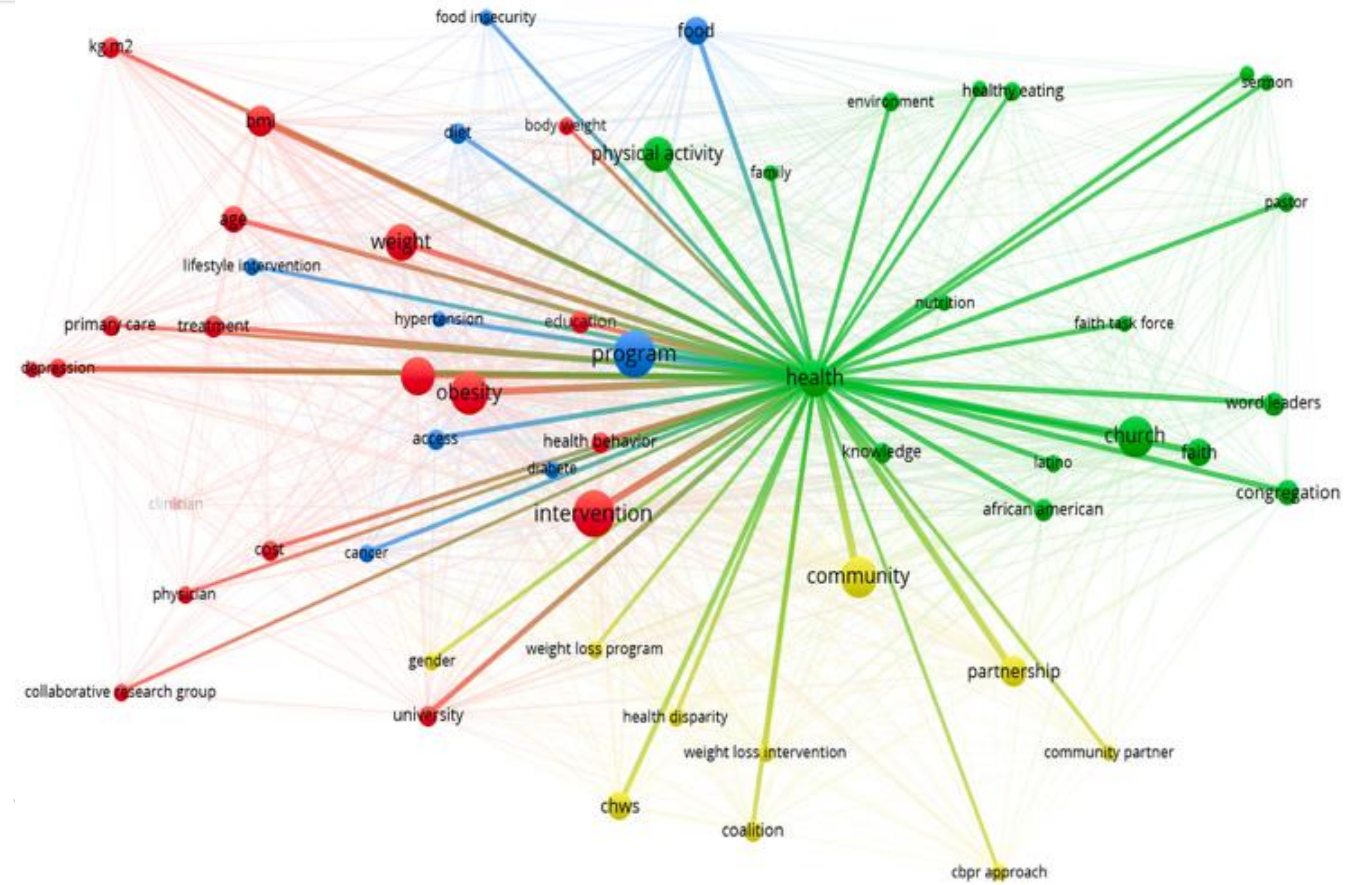 food insecurity
food
kg m2
sermon
healthy eating
environment
bmi
body weight
diet
physical activity
family
pastor
age
weight
lifestyle intervention
nutrition
hypertension
education
faith task force
primary care
treatment
program
depression
health
obesity
word leaders
access
health behavior
church
knowledge
faith
latino
diabete
congregation
clinician
african american
intervention
cost
cancer
community
physician
weight loss program
gender
partnership
collaborative research group
university
health disparity
weight loss intervention
community partner
chws
coalition
cbpr approach